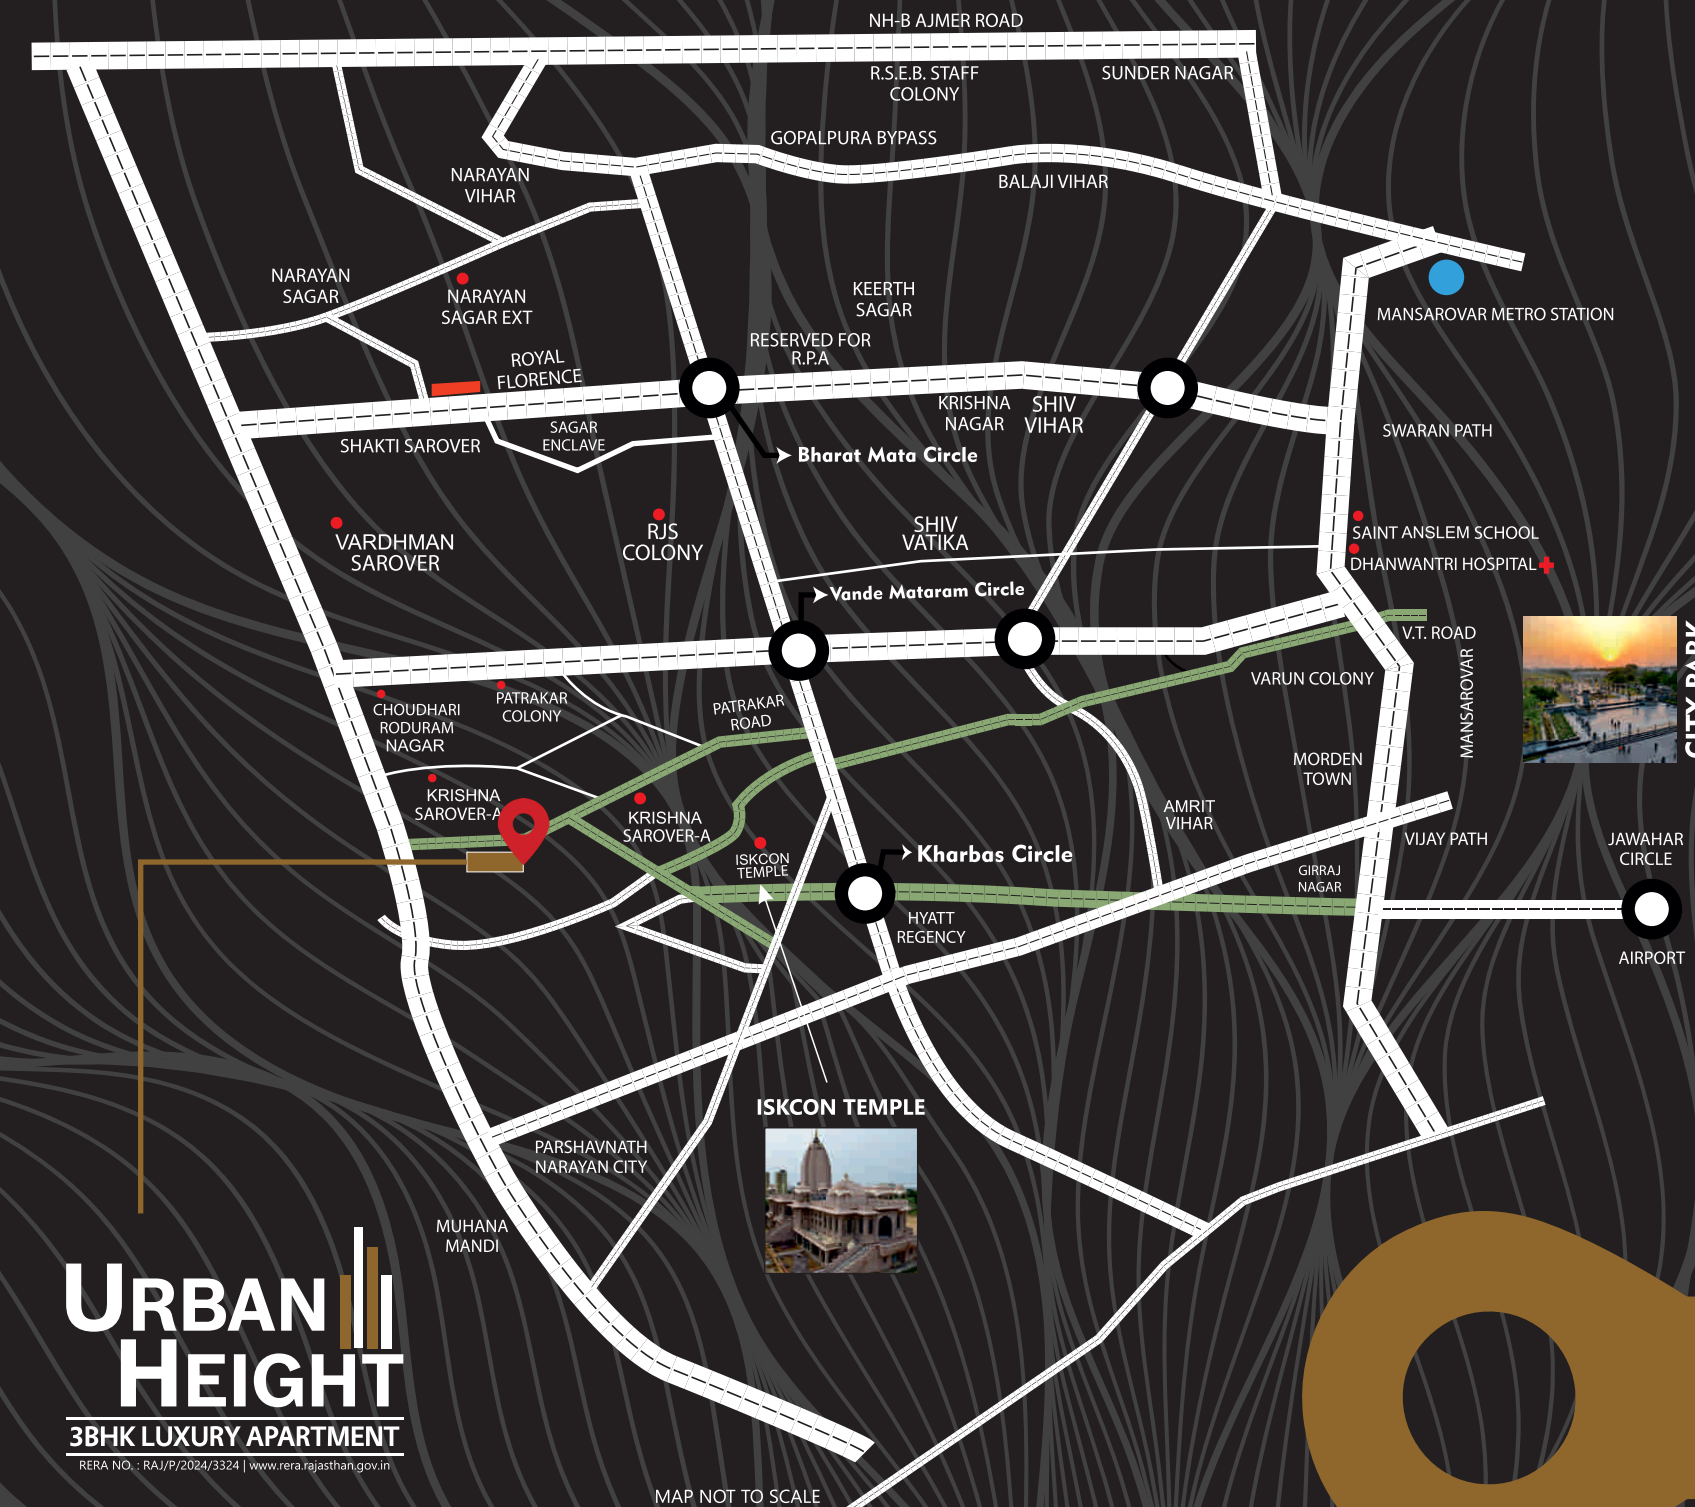 NH-B AJMER ROAD
R.S.E.B. STAFF
COLONY
SUNDER NAGAR
GOPALPURA BYPASS
NARAYAN
VIHAR
BALAJI VIHAR
NARAYAN
SAGAR
NARAYAN
SAGAR EXT
KEERTH
SAGAR
MANSAROVAR METRO STATION
RESERVED FOR
R.P.A
ROYAL
FLORENCE
KRISHNA
NAGAR
SHIV
VIHAR
SHAKTI SAROVER
SAGAR
ENCLAVE
SWARAN PATH
Bharat Mata Circle
VARDHMAN
SAROVER
RJS
COLONY
SHIV
VATIKA
SAINT ANSLEM SCHOOL
DHANWANTRI HOSPITAL
Vande Mataram Circle
V.T. ROAD
MANSAROVAR
CITY PARK
VARUN COLONY
CHOUDHARI
RODURAM
NAGAR
PATRAKAR
COLONY
PATRAKAR
ROAD
MORDEN
TOWN
KRISHNA
SAROVER-A
KRISHNA
SAROVER-A
AMRIT
VIHAR
VIJAY PATH
JAWAHAR
CIRCLE
ISKCON
TEMPLE
Kharbas Circle
GIRRAJ
NAGAR
HYATT
REGENCY
AIRPORT
ISKCON TEMPLE
PARSHAVNATH
NARAYAN CITY
MUHANA
MANDI
URBAN
HEIGHT
3BHK LUXURY APARTMENT
RERA NO. : RAJ/P/2024/3324 | www.rera.rajasthan.gov.in
MAP NOT TO SCALE